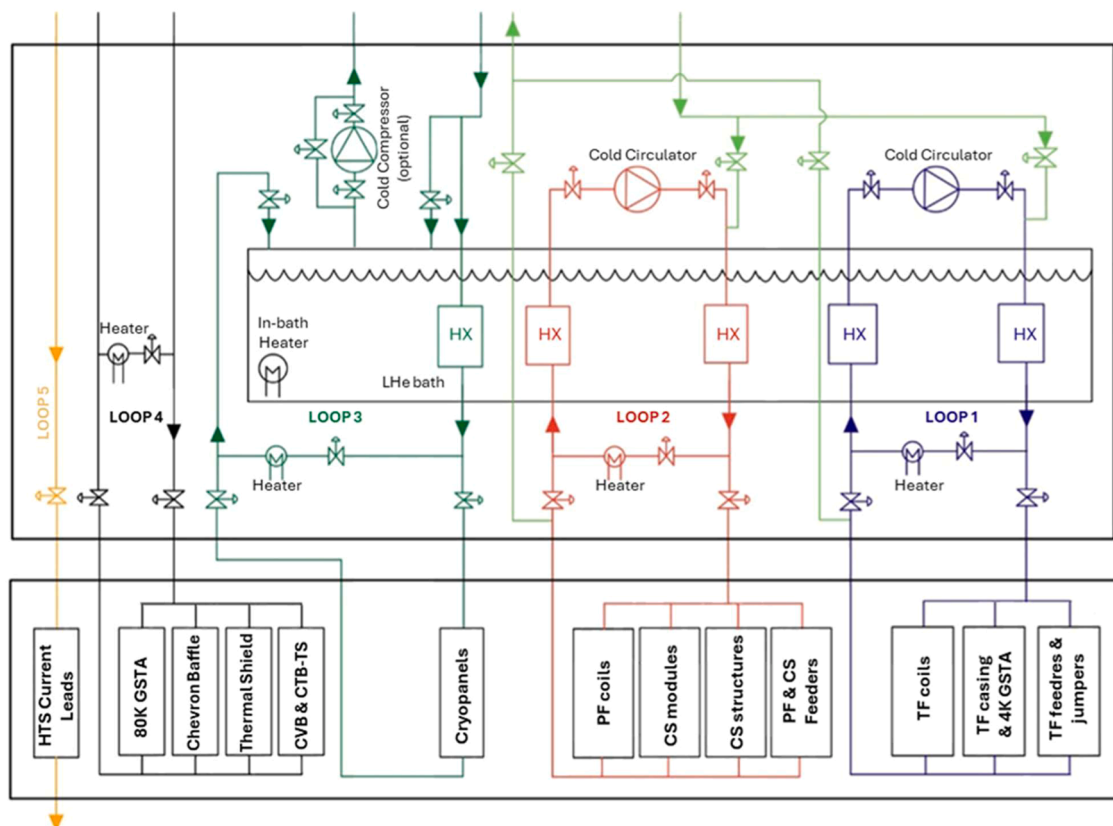 Cold Compressor
(optional)
Cold Circulator
Cold Circulator
Heater
In-bath
Heater
HX
HX
HX
HX
HX
LHe bath
LOOP 5
LOOP 4
LOOP 3
LOOP 2
LOOP 1
Heater
Heater
Heater
HTS Current
Leads
80K GSTA
Chevron Baffle
Thermal Shield
CVB & CTB-TS
Cryopanels
PF coils
CS modules
CS structures
PF & CS
Feeders
TF coils
TF casing
& 4K GSTA
TF feedres &
jumpers